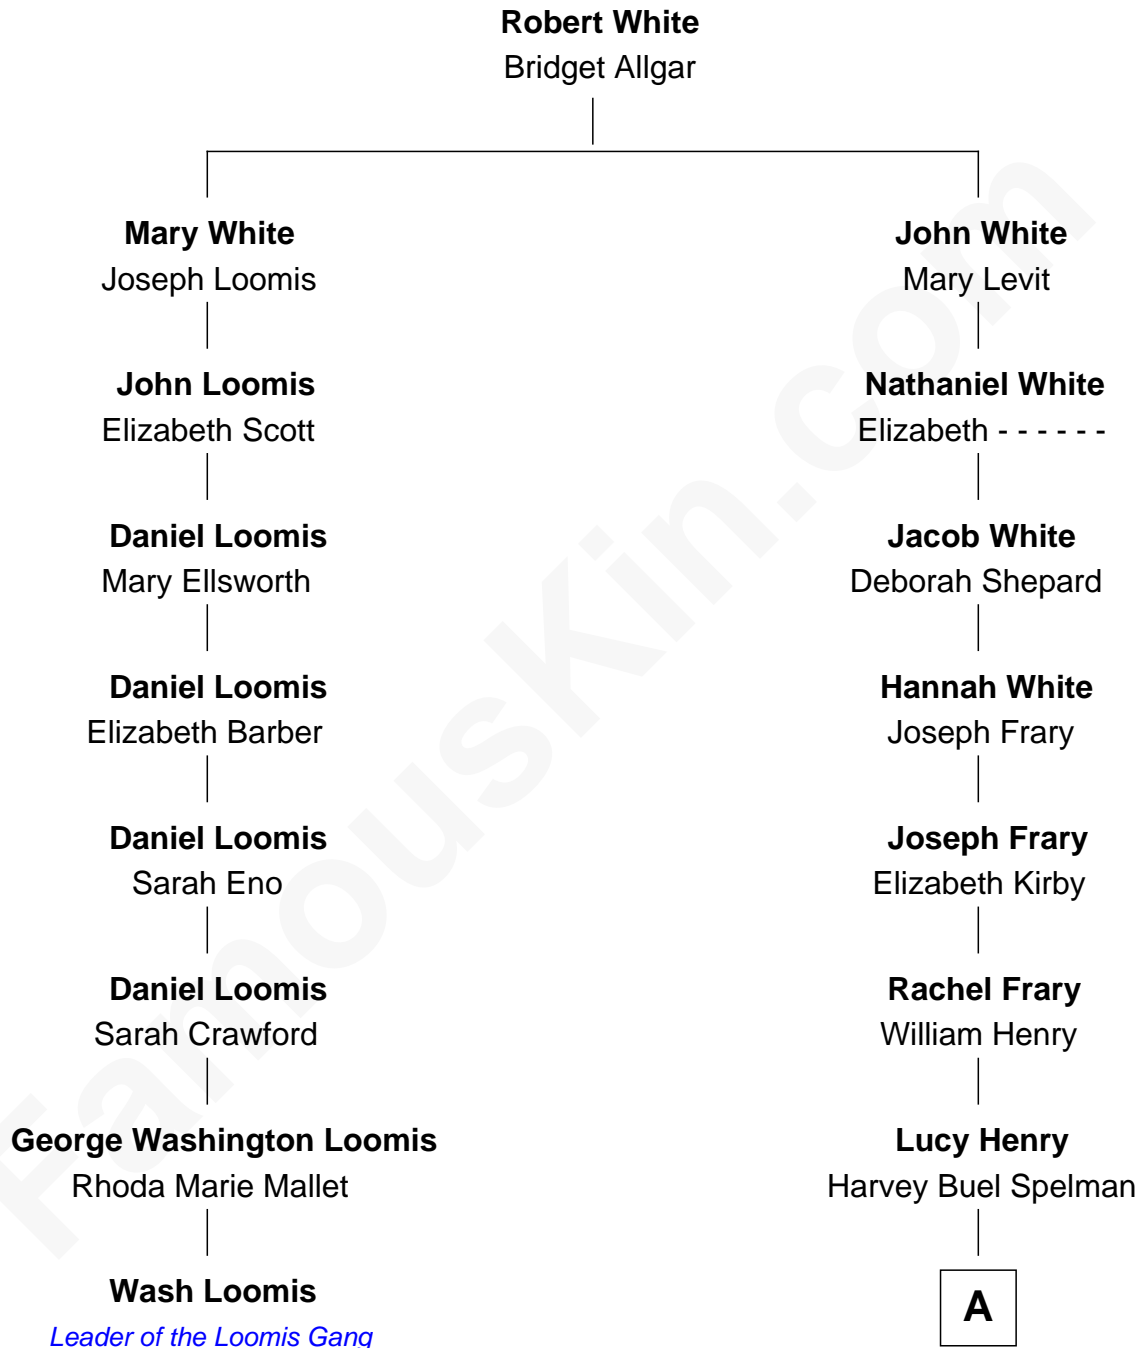 Robert White
Bridget Allgar
Mary White
Joseph Loomis
John Loomis
Elizabeth Scott
Daniel Loomis
Mary Ellsworth
Daniel Loomis
Elizabeth Barber
Daniel Loomis
Sarah Eno
Daniel Loomis
Sarah Crawford
George Washington Loomis
Rhoda Marie Mallet
Wash Loomis
Leader of the Loomis Gang
John White
Mary Levit
Nathaniel White
Elizabeth - - - - - -
Jacob White
Deborah Shepard
Hannah White
Joseph Frary
Joseph Frary
Elizabeth Kirby
Rachel Frary
William Henry
Lucy Henry
Harvey Buel Spelman
A
FamousKin.com